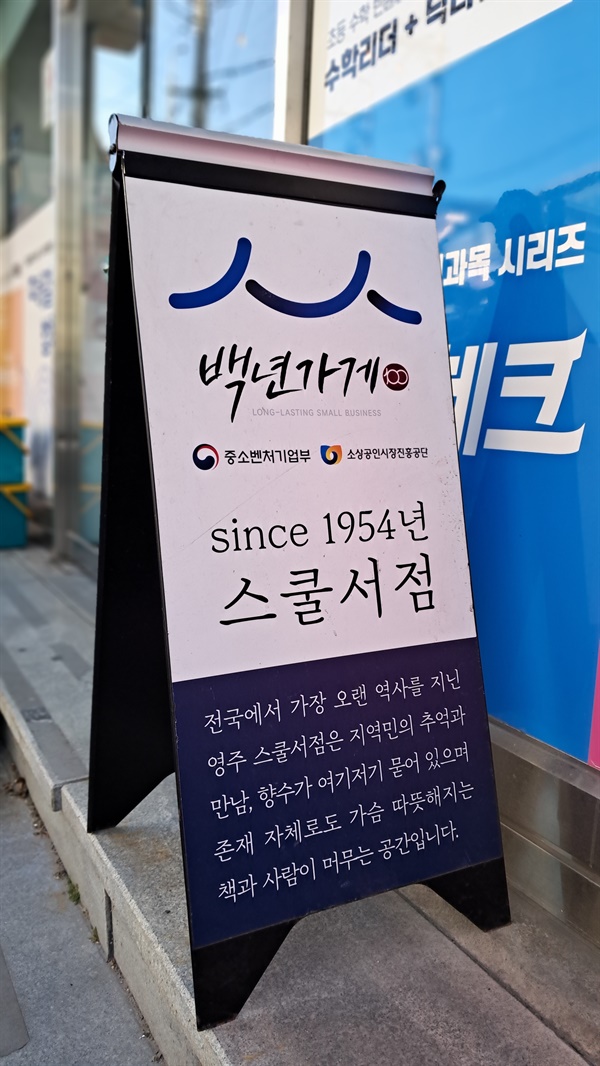 수학리더 +
과목 시리즈
테크
백년가게 100
LONG-LASTING SMALL BUSINESS
중소벤처기업부 소상공인시장진흥공단
since 1954년
스쿨서점
전국에서 가장 오랜 역사를 지닌
영주 스쿨서점은 지역민의 추억과
만남, 향수가 여기저기 묻어 있으며
존재 자체로도 가슴 따뜻해지는
책과 사람이 머무는 공간입니다.